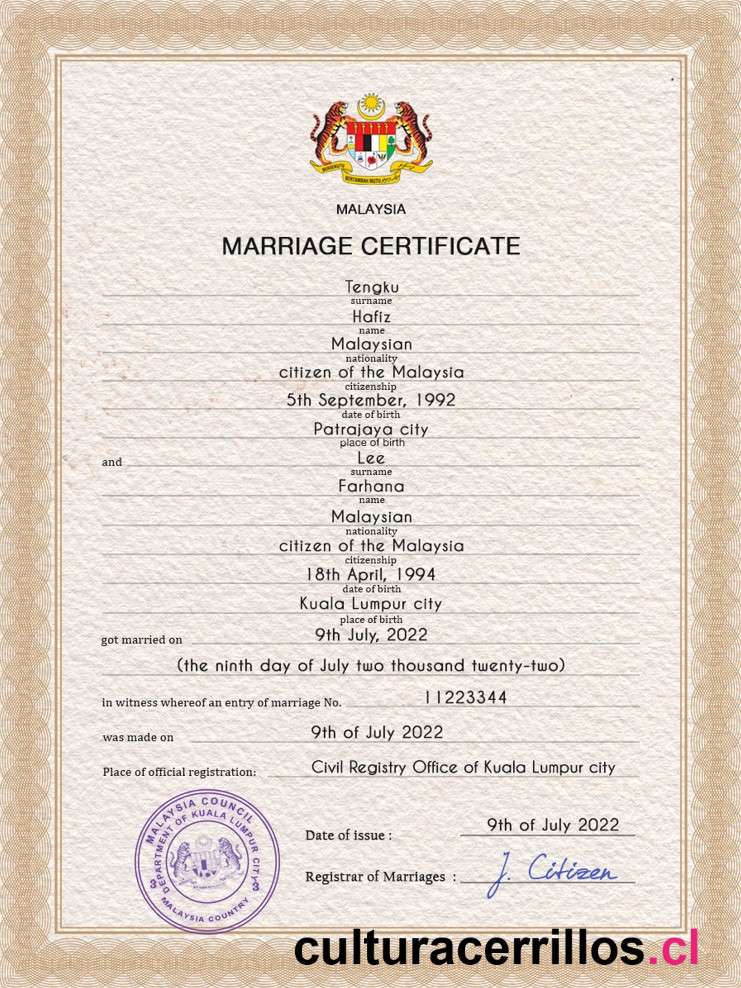 MALAYSIA
MARRIAGE CERTIFICATE
Tengku
surname
Hafiz
name
Malaysian
nationality
citizen of the Malaysia
citizenship
5th September, 1992
date of birth
Patrajaya city
place of birth
and Lee
surname
Farhana
name
Malaysian
nationality
citizen of the Malaysia
citizenship
18th April, 1994
date of birth
Kuala Lumpur city
place of birth
got married on 9th July, 2022
(the ninth day of July two thousand twenty-two)
in witness whereof an entry of marriage No. 11223344
was made on 9th of July 2022
Place of official registration: Civil Registry Office of Kuala Lumpur city
MALAYSIA COUNCIL
DEPARTMENT OF KUALA LUMPUR CITY
MALAYSIA COUNTRY
Date of issue : 9th of July 2022
Registrar of Marriages : J. Citizen
culturacerrillos.cl